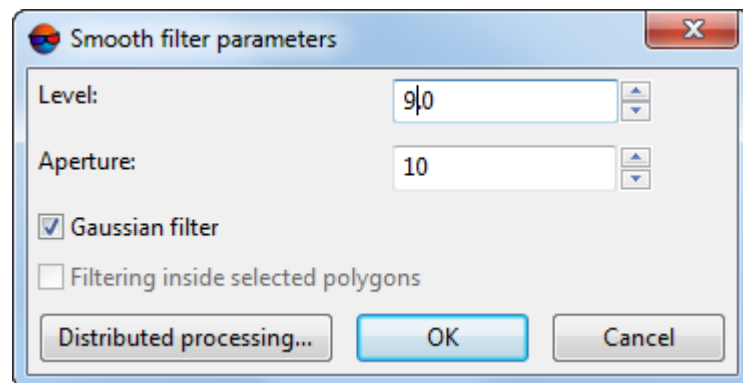 Smooth filter parameters
Level: 9.0
Aperture: 10
Gaussian filter
Filtering inside selected polygons
Distributed processing... OK Cancel